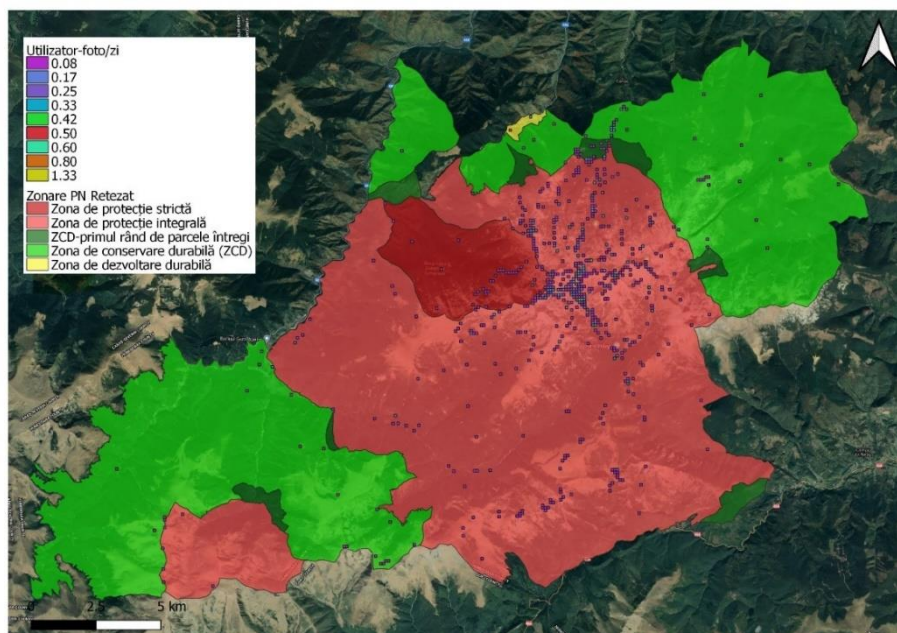 Utilizator-foto/zi
0.08
0.17
0.25
0.33
0.42
0.50
0.60
0.80
1.33
Zonare PN Retezat
Zona de protecție strictă
Zona de protecție integrală
ZCD-primul rând de parcele întregi
Zona de conservare durabilă (ZCD)
Zona de dezvoltare durabilă
0
2.5
5 km